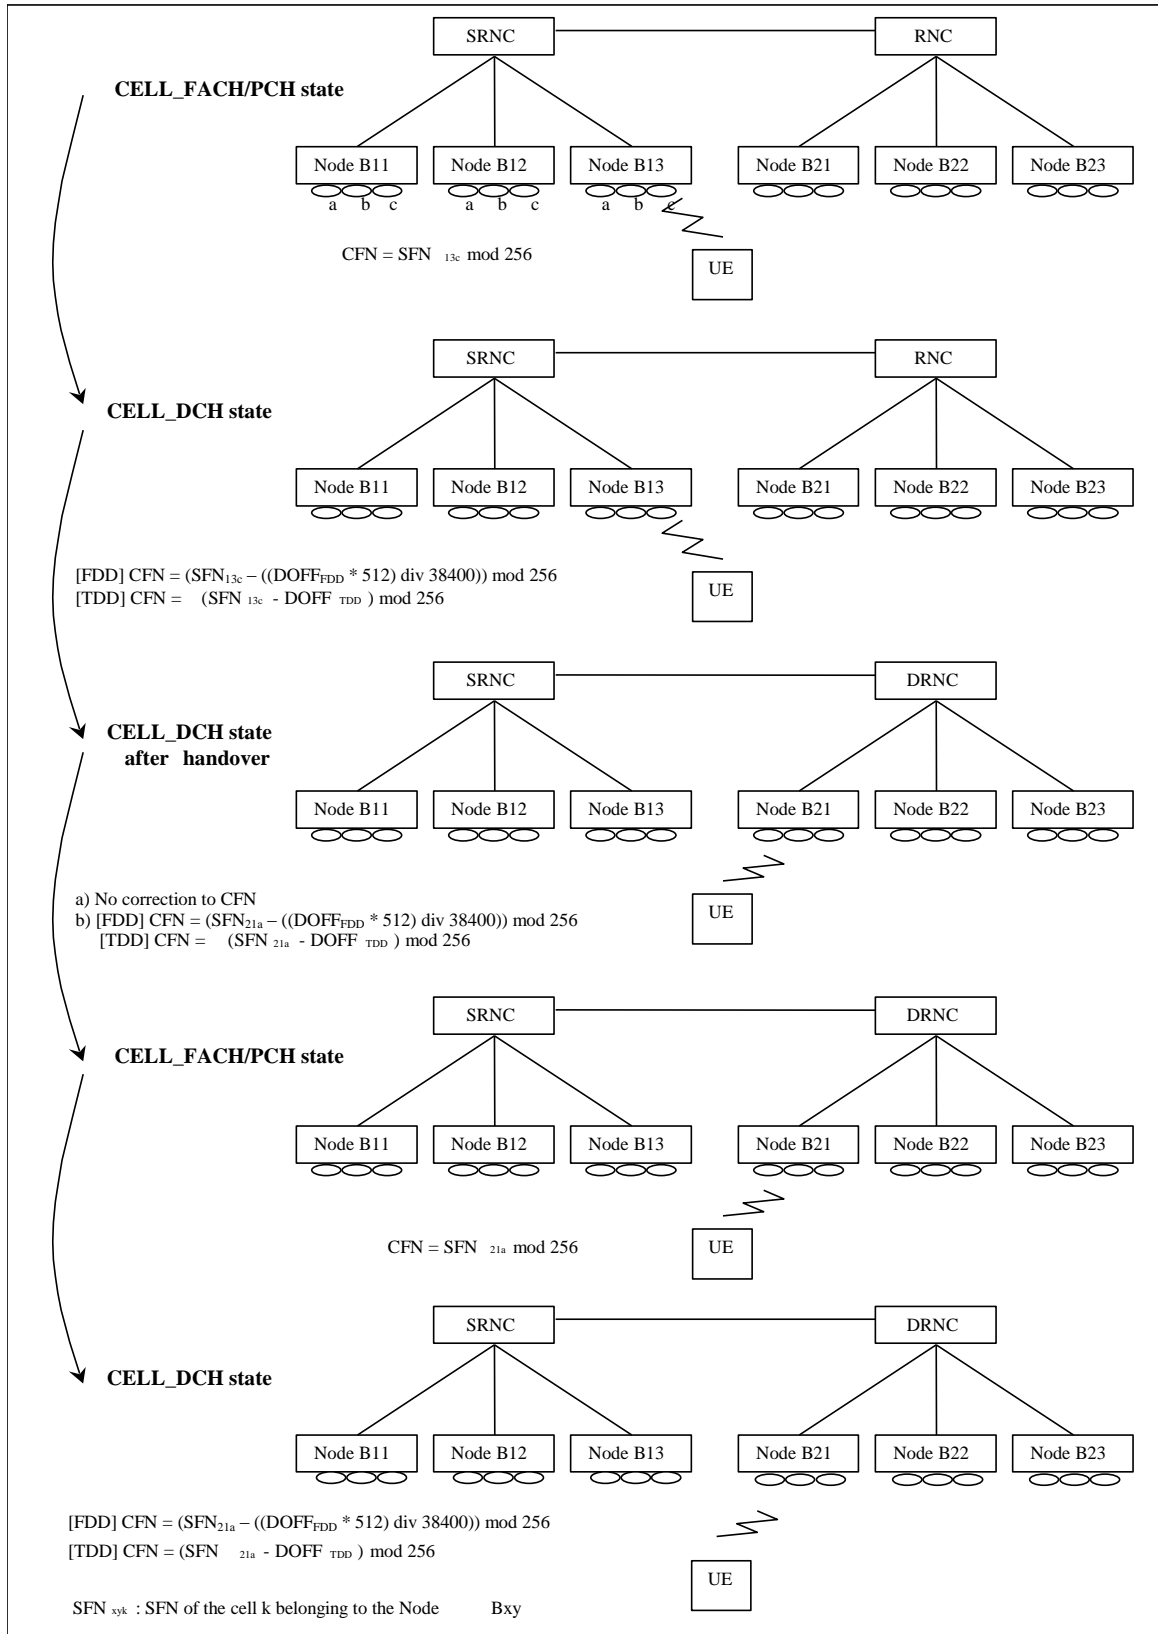 SRNC RNC
CELL_FACH/PCH state
Node B11 Node B12 Node B13 Node B21 Node B22 Node B23
a b c a b c a b c
CFN = SFN 13c mod 256
UE
SRNC RNC
CELL_DCH state
Node B11 Node B12 Node B13 Node B21 Node B22 Node B23
[FDD] CFN = (SFN13c – ((DOFFFDD * 512) div 38400)) mod 256
[TDD] CFN = (SFN 13c - DOFF TDD ) mod 256
UE
SRNC DRNC
CELL_DCH state
after handover
Node B11 Node B12 Node B13 Node B21 Node B22 Node B23
a) No correction to CFN
b) [FDD] CFN = (SFN21a – ((DOFFFDD * 512) div 38400)) mod 256
[TDD] CFN = (SFN 21a - DOFF TDD ) mod 256
UE
SRNC DRNC
CELL_FACH/PCH state
Node B11 Node B12 Node B13 Node B21 Node B22 Node B23
CFN = SFN 21a mod 256
UE
SRNC DRNC
CELL_DCH state
Node B11 Node B12 Node B13 Node B21 Node B22 Node B23
[FDD] CFN = (SFN21a – ((DOFFFDD * 512) div 38400)) mod 256
[TDD] CFN = (SFN 21a - DOFF TDD ) mod 256
UE
SFN xyk : SFN of the cell k belonging to the Node Bxy